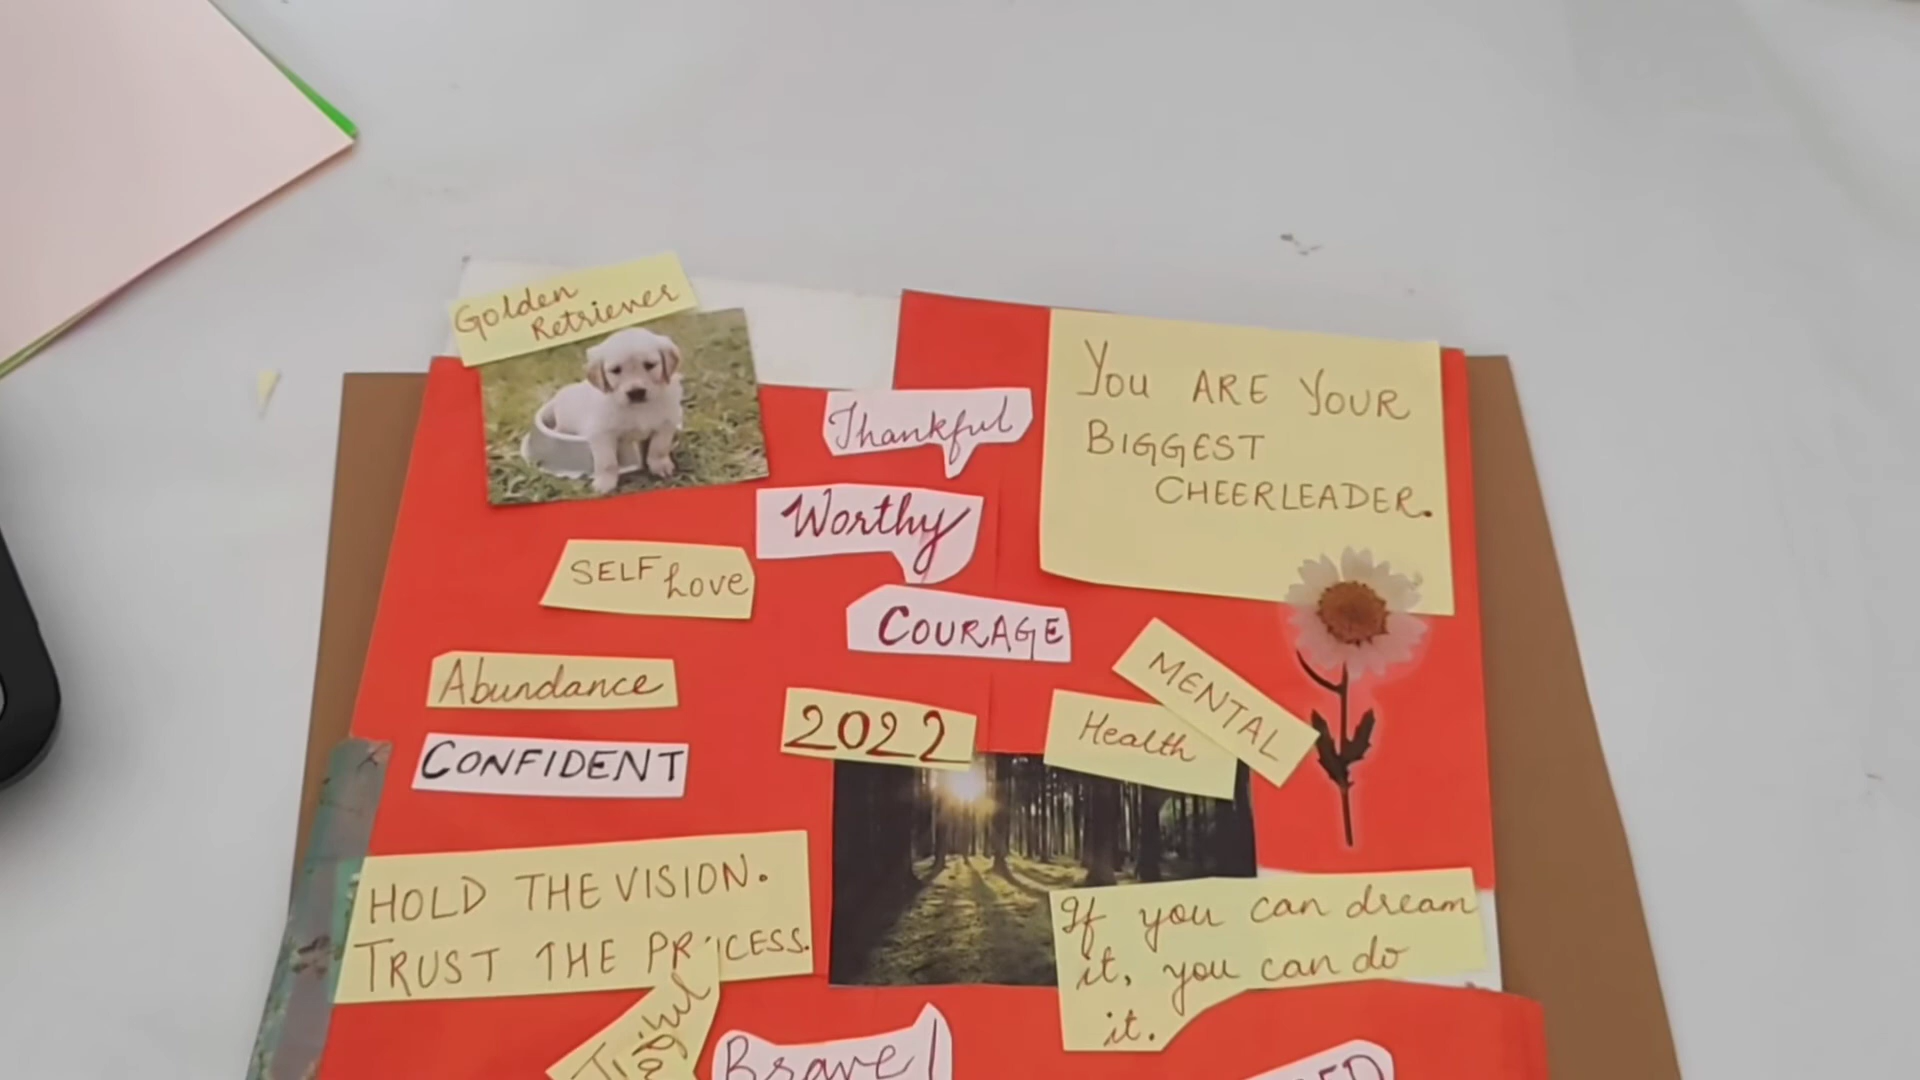 Golden
Retriever
Thankful
YOU ARE YOUR
BIGGEST
CHEERLEADER.
Worthy
SELF Love
COURAGE
Abundance
MENTAL
Health
2022
CONFIDENT
HOLD THE VISION.
TRUST THE PROCESS.
If you can dream
it, you can do
it.
Brave!